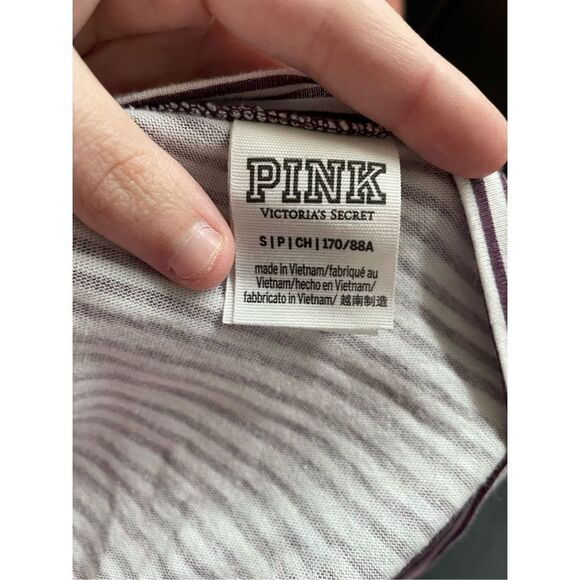 PINK
VICTORIA'S SECRET
S|P|CH|170/88A
made in Vietnam/fabriqué au
Vietnam/hecho en Vietnam/
fabbricato in Vietnam/ 越南制造